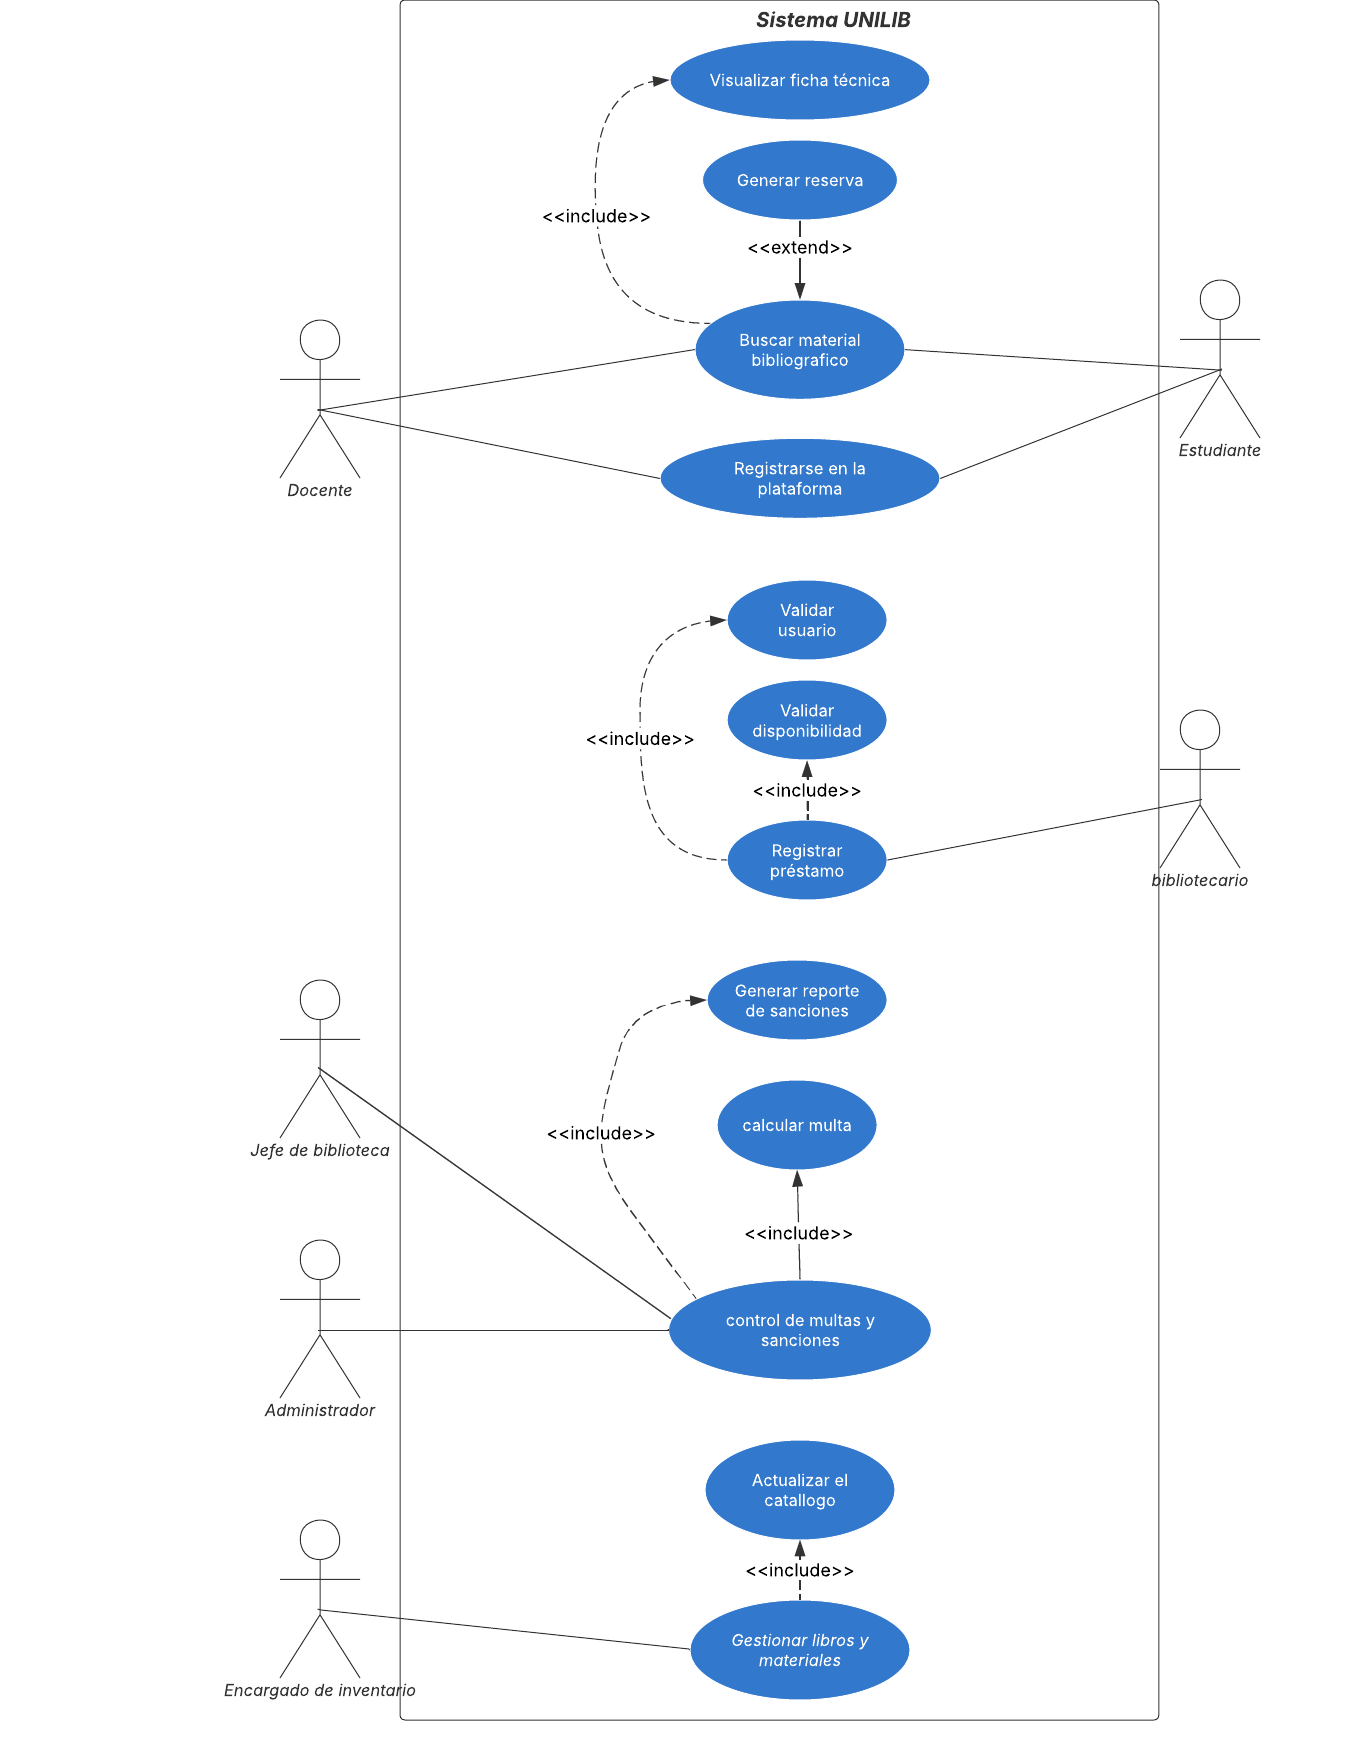 Sistema UNILIB
Visualizar ficha técnica
Generar reserva
<<include>>
<<extend>>
Buscar material
bibliografico
Estudiante
Registrarse en la
plataforma
Docente
Validar
usuario
Validar
disponibilidad
<<include>>
<<include>>
Registrar
préstamo
bibliotecario
Generar reporte
de sanciones
calcular multa
<<include>>
Jefe de biblioteca
<<include>>
control de multas y
sanciones
Administrador
Actualizar el
catallogo
<<include>>
Gestionar libros y
materiales
Encargado de inventario